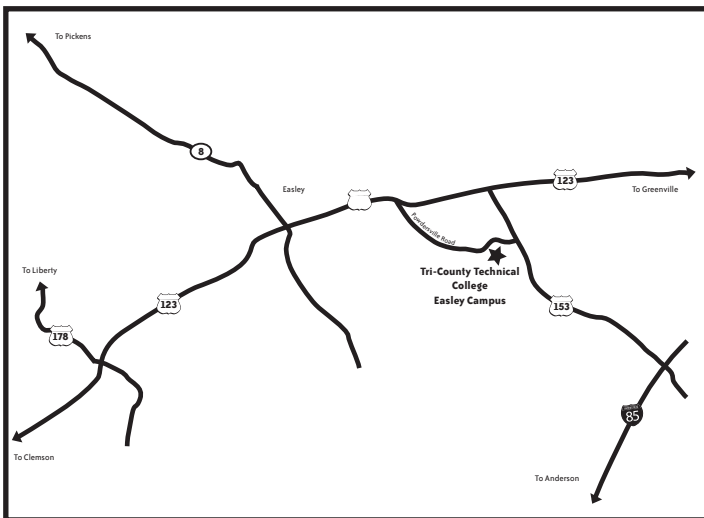 To Pickens
8
Easley
123
To Greenville
Powdersville Road
To Liberty
Tri-County Technical
College
Easley Campus
123
153
178
85
To Clemson
To Anderson